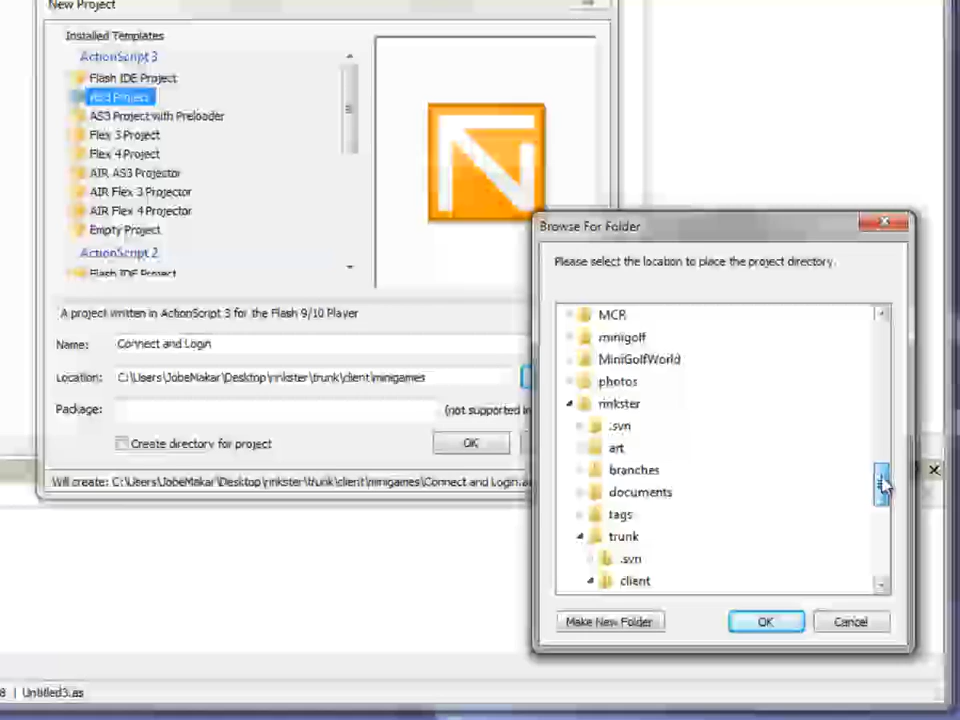 New Project
Installed Templates
ActionScript 3
Flash IDE Project
AS3 Project
AS3 Project with Preloader
Flex 3 Project
Flex 4 Project
AIR AS3 Projector
AIR Flex 3 Projector
AIR Flex 4 Projector
Empty Project
ActionScript 2
Flash IDE Project
A project written in ActionScript 3 for the Flash 9/10 Player
Name: Connect and Login
Location: C:\Users\JobeMakar\Desktop\rinkster\trunk\client\minigames
Package: (not supported in
Create directory for project
OK
Will create: C:\Users\JobeMakar\Desktop\rinkster\trunk\client\minigames\Connect and Login.a
Browse For Folder
Please select the location to place the project directory.
MCR
minigolf
MiniGolfWorld
photos
rinkster
.svn
art
branches
documents
tags
trunk
.svn
client
Make New Folder
OK
Cancel
8 | Untitled3.as